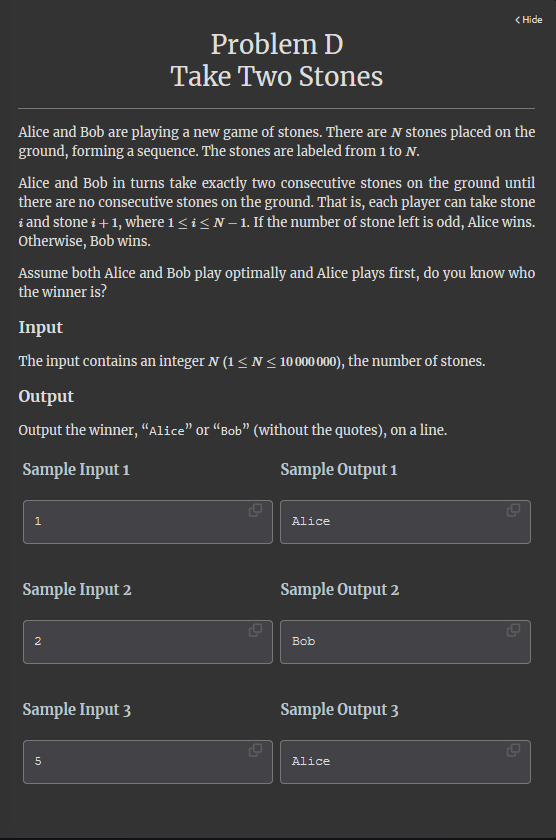 Hide
Problem D
Take Two Stones
Alice and Bob are playing a new game of stones. There are N stones placed on the
ground, forming a sequence. The stones are labeled from 1 to N.
Alice and Bob in turns take exactly two consecutive stones on the ground until
there are no consecutive stones on the ground. That is, each player can take stone
i and stone i + 1, where 1 ≤ i ≤ N − 1. If the number of stone left is odd, Alice wins.
Otherwise, Bob wins.
Assume both Alice and Bob play optimally and Alice plays first, do you know who
the winner is?
Input
The input contains an integer N (1 ≤ N ≤ 10 000 000), the number of stones.
Output
Output the winner, “Alice” or “Bob” (without the quotes), on a line.
Sample Input 1 Sample Output 1
1 Alice
Sample Input 2 Sample Output 2
2 Bob
Sample Input 3 Sample Output 3
5 Alice